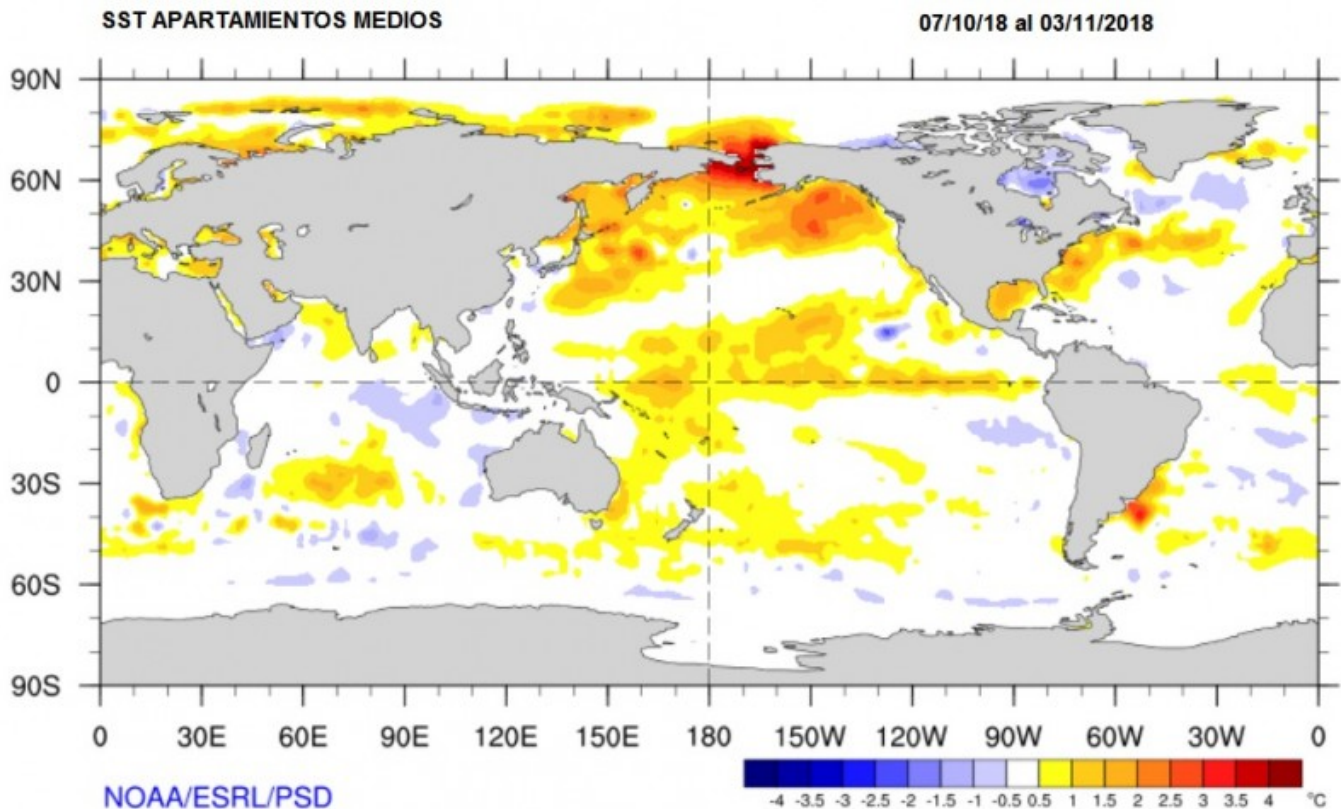 SST APARTAMIENTOS MEDIOS 07/10/18 al 03/11/2018
90N
60N
30N
0
30S
60S
90S
0 30E 60E 90E 120E 150E 180 150W 120W 90W 60W 30W 0
NOAA/ESRL/PSD
-4 -3.5 -3 -2.5 -2 -1.5 -1 -0.5 0.5 1 1.5 2 2.5 3 3.5 4 °C